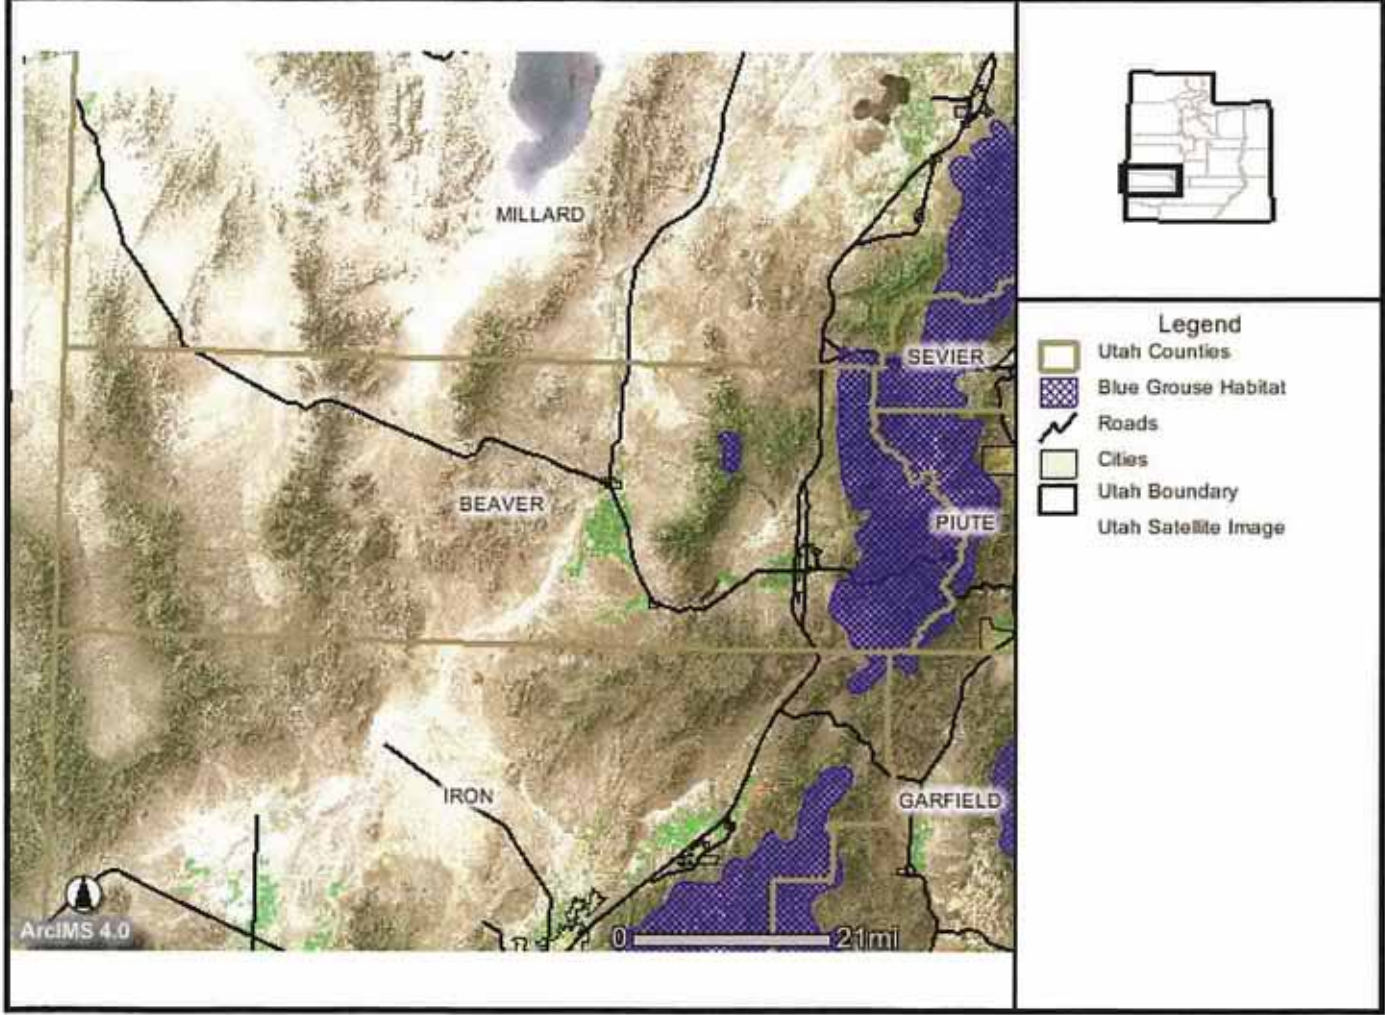 MILLARD
SEVIER
BEAVER
PIUTE
IRON
GARFIELD
ArcIMS 4.0
0 21mi
Legend
Utah Counties
Blue Grouse Habitat
Roads
Cities
Utah Boundary
Utah Satellite Image